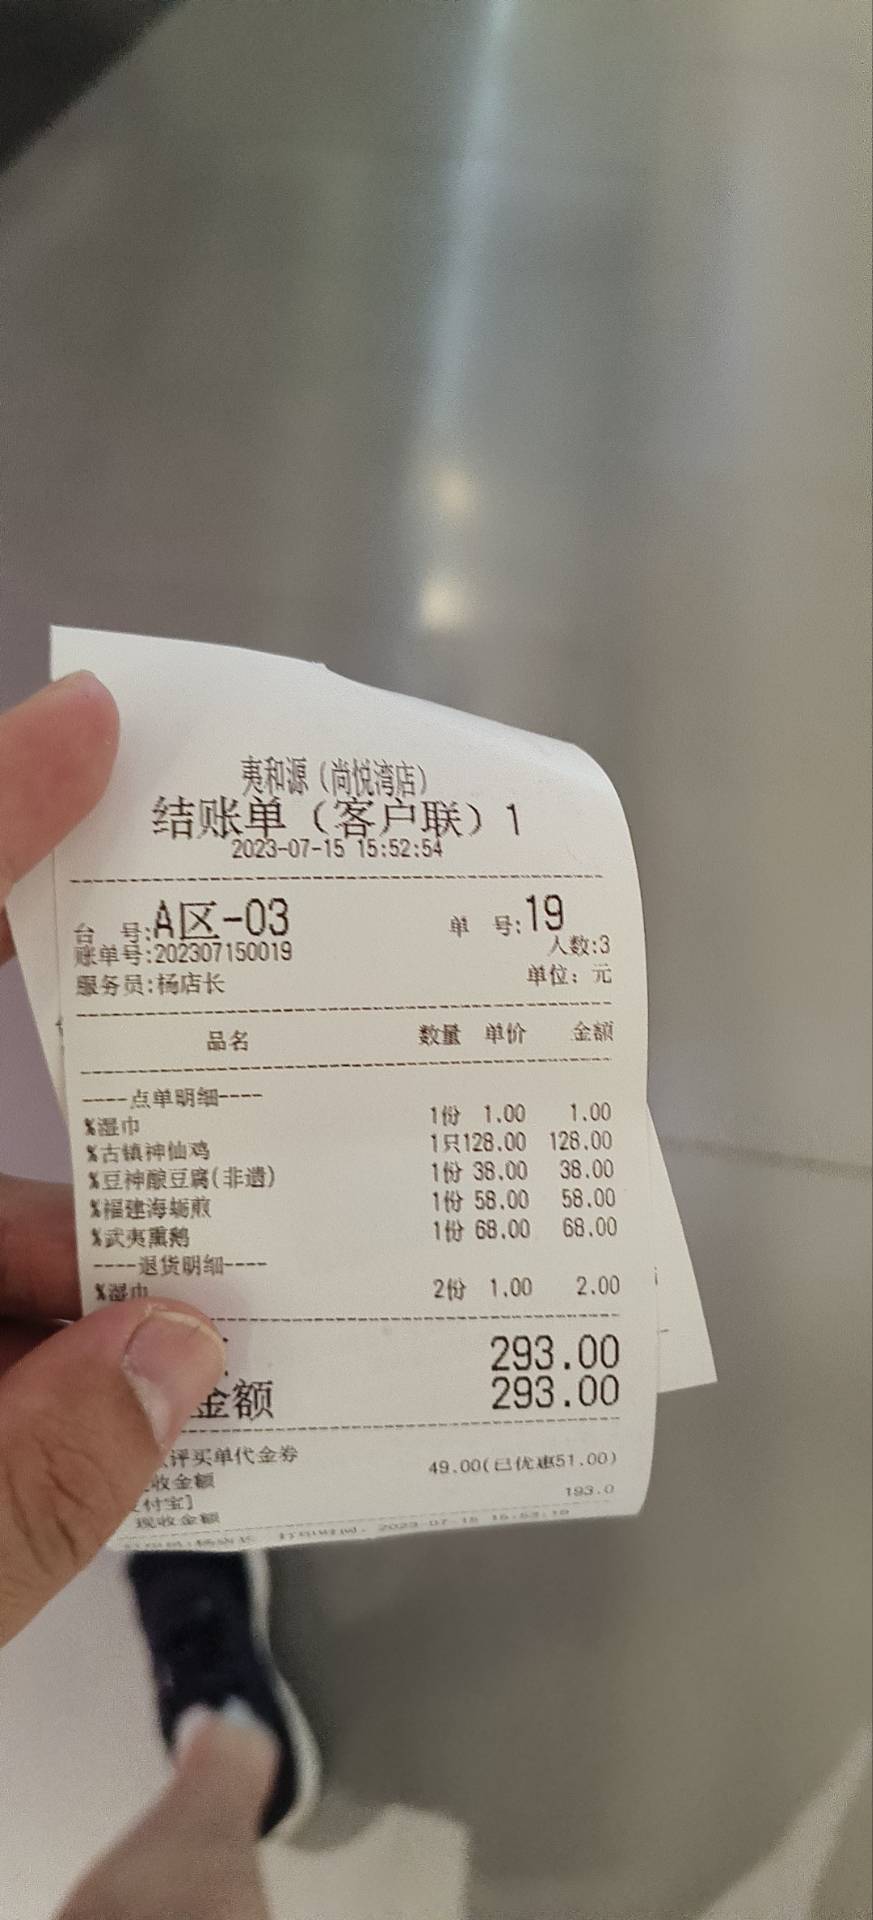 夷和源（尚悦湾店）
结账单（客户联）1
2023-07-15 15:52:54
台 号:A区-03 单 号:19
账单号:202307150019 人数:3
服务员:杨店长 单位：元
品名 数量 单价 金额
----点单明细----
%湿巾 1份 1.00 1.00
%古镇神仙鸡 1只128.00 128.00
%豆神酿豆腐(非遗) 1份 38.00 38.00
%福建海蛎煎 1份 58.00 58.00
%武夷熏鹅 1份 68.00 68.00
----退货明细----
%湿巾 2份 1.00 2.00
293.00
金额 293.00
评买单代金券 49.00(已优惠51.00)
收金额
付宝] 193.0
现收金额
打印时间: 2023-07-15